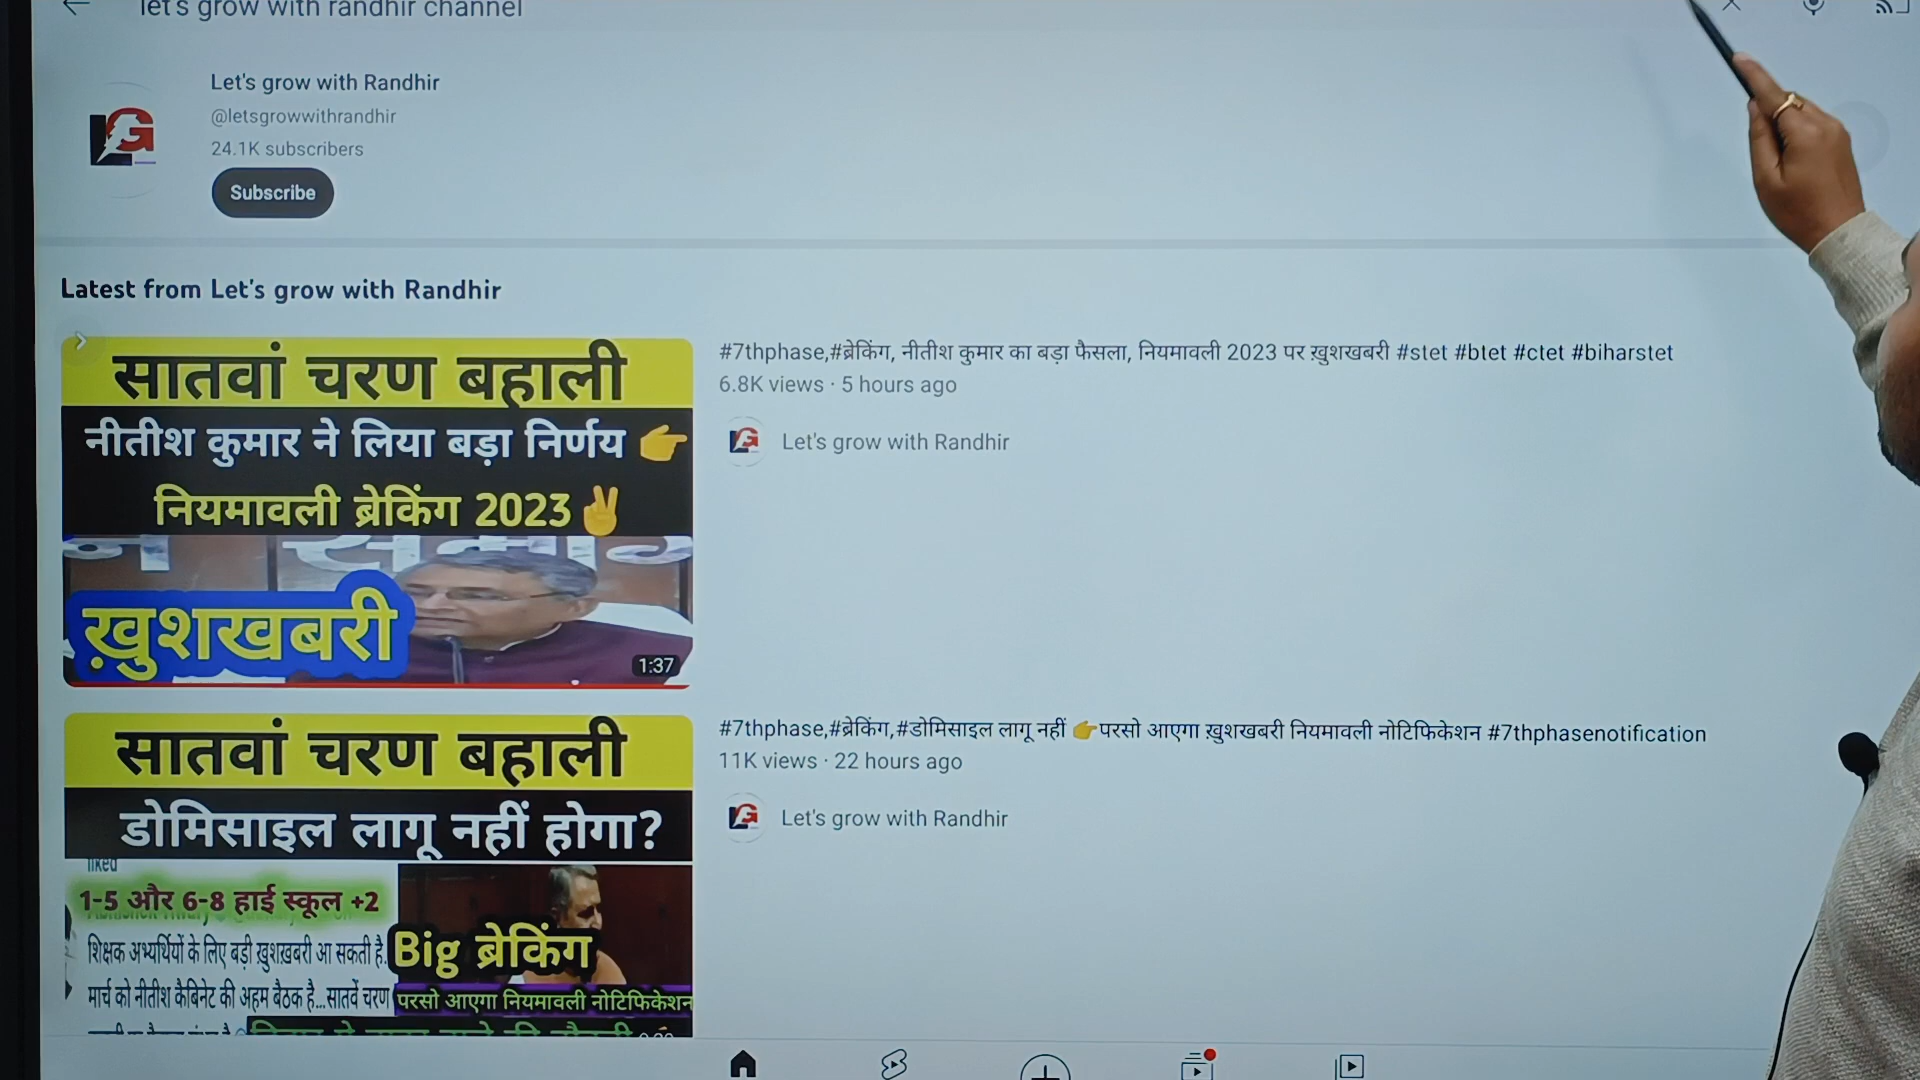 let's grow with randhir channel
Let's grow with Randhir
@letsgrowwithrandhir
24.1K subscribers
Subscribe
Latest from Let's grow with Randhir
सातवां चरण बहाली
नीतीश कुमार ने लिया बड़ा निर्णय 👉
नियमावली ब्रेकिंग 2023✌
ख़ुशखबरी
1:37
#7thphase,#ब्रेकिंग, नीतीश कुमार का बड़ा फैसला, नियमावली 2023 पर ख़ुशखबरी #stet #btet #ctet #biharstet
6.8K views · 5 hours ago
LG
Let's grow with Randhir
सातवां चरण बहाली
डोमिसाइल लागू नहीं होगा?
liked
1-5 और 6-8 हाई स्कूल +2
शिक्षक अभ्यर्थियों के लिए बड़ी ख़ुशख़बरी आ सकती है.
मार्च को नीतीश कैबिनेट की अहम बैठक है...सातवें चरण
Big ब्रेकिंग
परसो आएगा नियमावली नोटिफिकेशन
#7thphase,#ब्रेकिंग,#डोमिसाइल लागू नहीं 👉परसो आएगा ख़ुशखबरी नियमावली नोटिफिकेशन #7thphasenotification
11K views · 22 hours ago
LG
Let's grow with Randhir